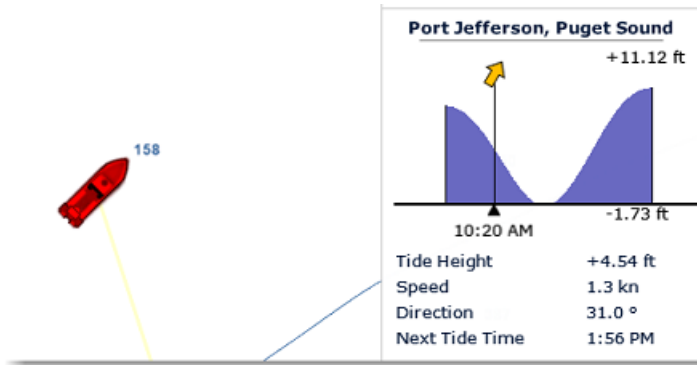 Port Jefferson, Puget Sound
+11.12 ft
158
-1.73 ft
10:20 AM
Tide Height +4.54 ft
Speed 1.3 kn
Direction 31.0 °
Next Tide Time 1:56 PM